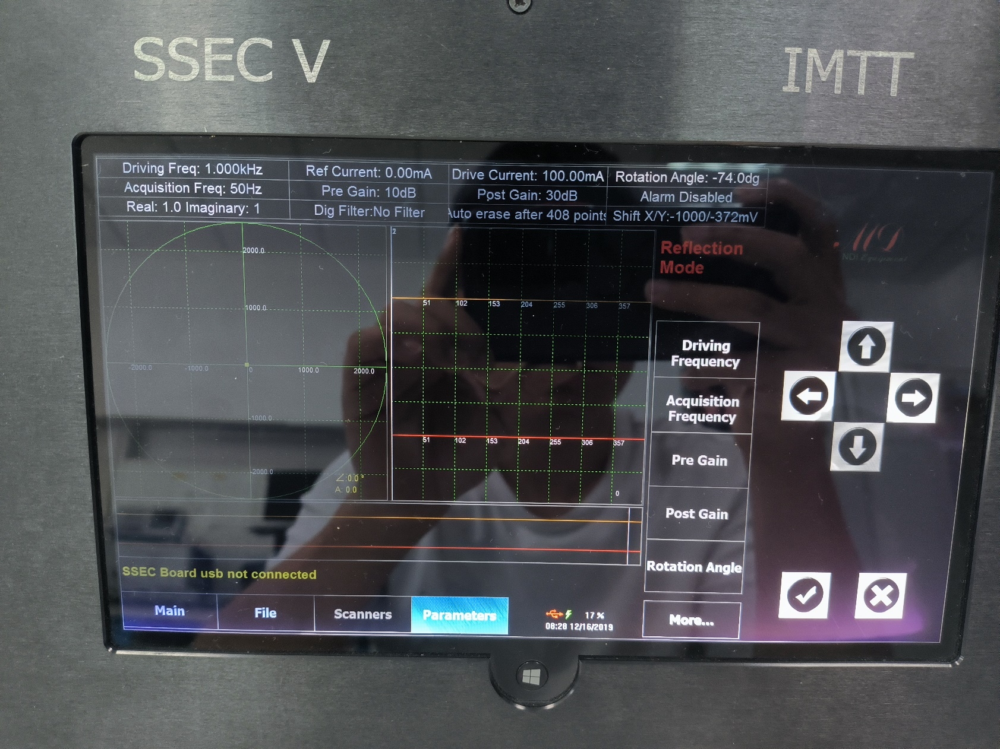 SSEC V
IMTT
Driving Freq: 1.000kHz
Ref Current: 0.00mA
Drive Current: 100.00mA
Rotation Angle: -74.0dg
Acquisition Freq: 50Hz
Pre Gain: 10dB
Post Gain: 30dB
Alarm Disabled
Real: 1.0 Imaginary: 1
Dig Filter:No Filter
Auto erase after 408 points
Shift X/Y:-1000/-372mV
2000.0
1000.0
-2000.0 -1000.0 0 1000.0 2000.0
-1000.0
-2000.0
∠:0.0°
A: 0.0
2
51 102 153 204 255 306 357
51 102 153 204 255 306 357
0
Reflection
Mode
MD
NDT Equipment
Driving
Frequency
Acquisition
Frequency
Pre Gain
Post Gain
Rotation Angle
SSEC Board usb not connected
Main
File
Scanners
Parameters
17 %
08:28 12/16/2019
More...